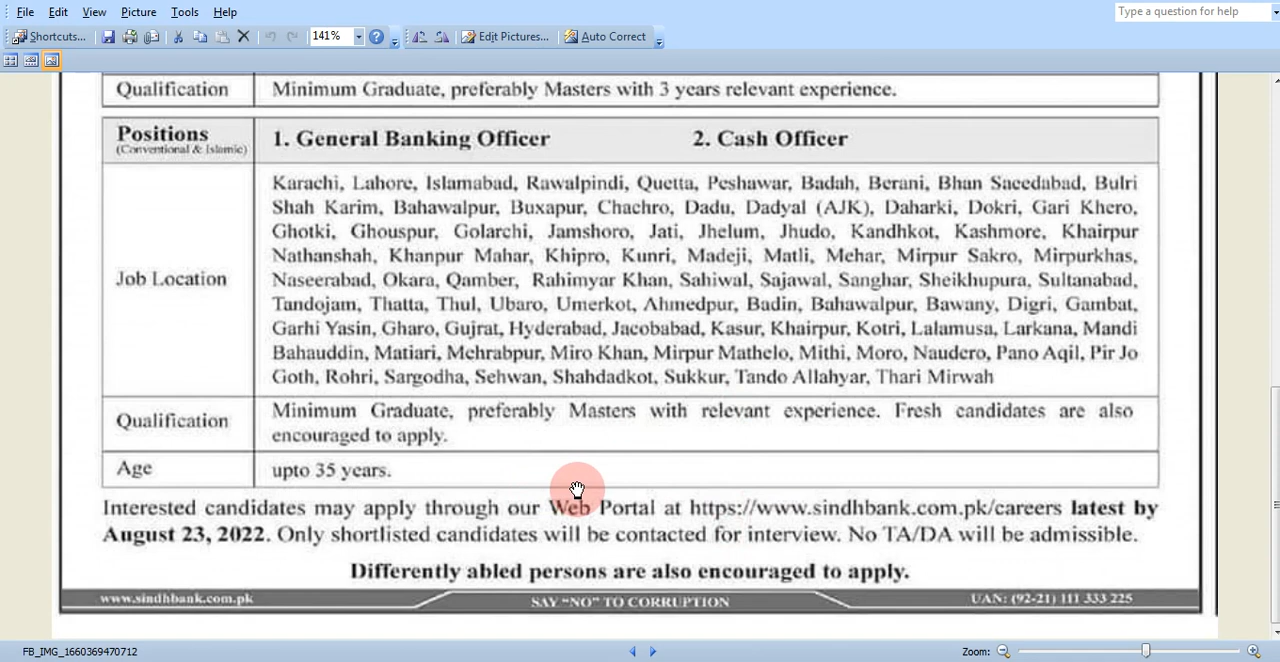 File Edit View Picture Tools Help
Type a question for help
Shortcuts... 141% Edit Pictures... Auto Correct
Qualification Minimum Graduate, preferably Masters with 3 years relevant experience.
Positions 1. General Banking Officer 2. Cash Officer
(Conventional & Islamic)
Karachi, Lahore, Islamabad, Rawalpindi, Quetta, Peshawar, Badah, Berani, Bhan Saeedabad, Bulri
Shah Karim, Bahawalpur, Buxapur, Chachro, Dadu, Dadyal (AJK), Daharki, Dokri, Gari Khero,
Ghotki, Ghouspur, Golarchi, Jamshoro, Jati, Jhelum, Jhudo, Kandhkot, Kashmore, Khairpur
Nathanshah, Khanpur Mahar, Khipro, Kunri, Madeji, Matli, Mehar, Mirpur Sakro, Mirpurkhas,
Job Location Naseerabad, Okara, Qamber, Rahimyar Khan, Sahiwal, Sajawal, Sanghar, Sheikhupura, Sultanabad,
Tandojam, Thatta, Thul, Ubaro, Umerkot, Ahmedpur, Badin, Bahawalpur, Bawany, Digri, Gambat,
Garhi Yasin, Gharo, Gujrat, Hyderabad, Jacobabad, Kasur, Khairpur, Kotri, Lalamusa, Larkana, Mandi
Bahauddin, Matiari, Mehrabpur, Miro Khan, Mirpur Mathelo, Mithi, Moro, Naudero, Pano Aqil, Pir Jo
Goth, Rohri, Sargodha, Sehwan, Shahdadkot, Sukkur, Tando Allahyar, Thari Mirwah
Qualification Minimum Graduate, preferably Masters with relevant experience. Fresh candidates are also
encouraged to apply.
Age upto 35 years.
Interested candidates may apply through our Web Portal at https://www.sindhbank.com.pk/careers latest by
August 23, 2022. Only shortlisted candidates will be contacted for interview. No TA/DA will be admissible.
Differently abled persons are also encouraged to apply.
www.sindhbank.com.pk SAY “NO” TO CORRUPTION UAN: (92-21) 111 333 225
FB_IMG_1660369470712 Zoom: